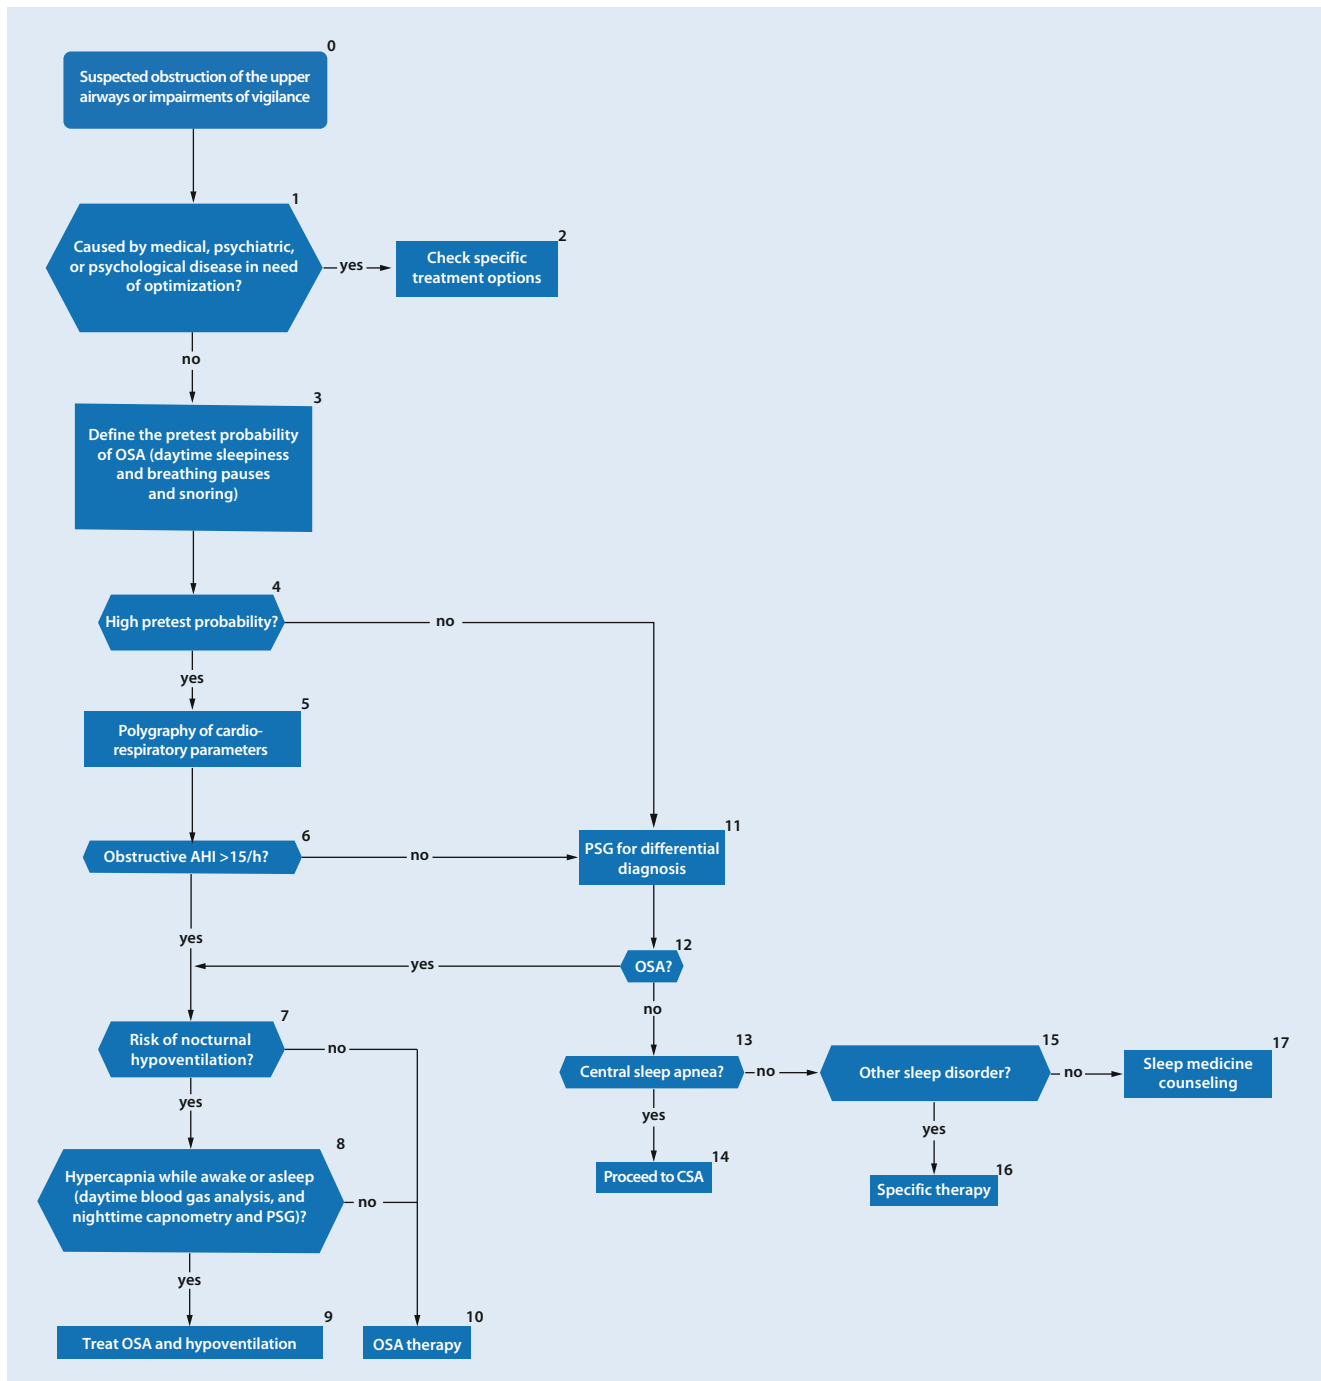 0
Suspected obstruction of the upper
airways or impairments of vigilance
1
Caused by medical, psychiatric,
or psychological disease in need
of optimization?
yes
2
Check specific
treatment options
no
3
Define the pretest probability
of OSA (daytime sleepiness
and breathing pauses
and snoring)
4
High pretest probability?
no
yes
5
Polygraphy of cardio-
respiratory parameters
6
Obstructive AHI >15/h?
no
11
PSG for differential
diagnosis
yes
12
OSA?
yes
no
7
Risk of nocturnal
hypoventilation?
no
13
Central sleep apnea?
no
15
Other sleep disorder?
no
17
Sleep medicine
counseling
yes
yes
yes
8
Hypercapnia while awake or asleep
(daytime blood gas analysis, and
nighttime capnometry and PSG)?
no
14
Proceed to CSA
16
Specific therapy
yes
9
Treat OSA and hypoventilation
10
OSA therapy